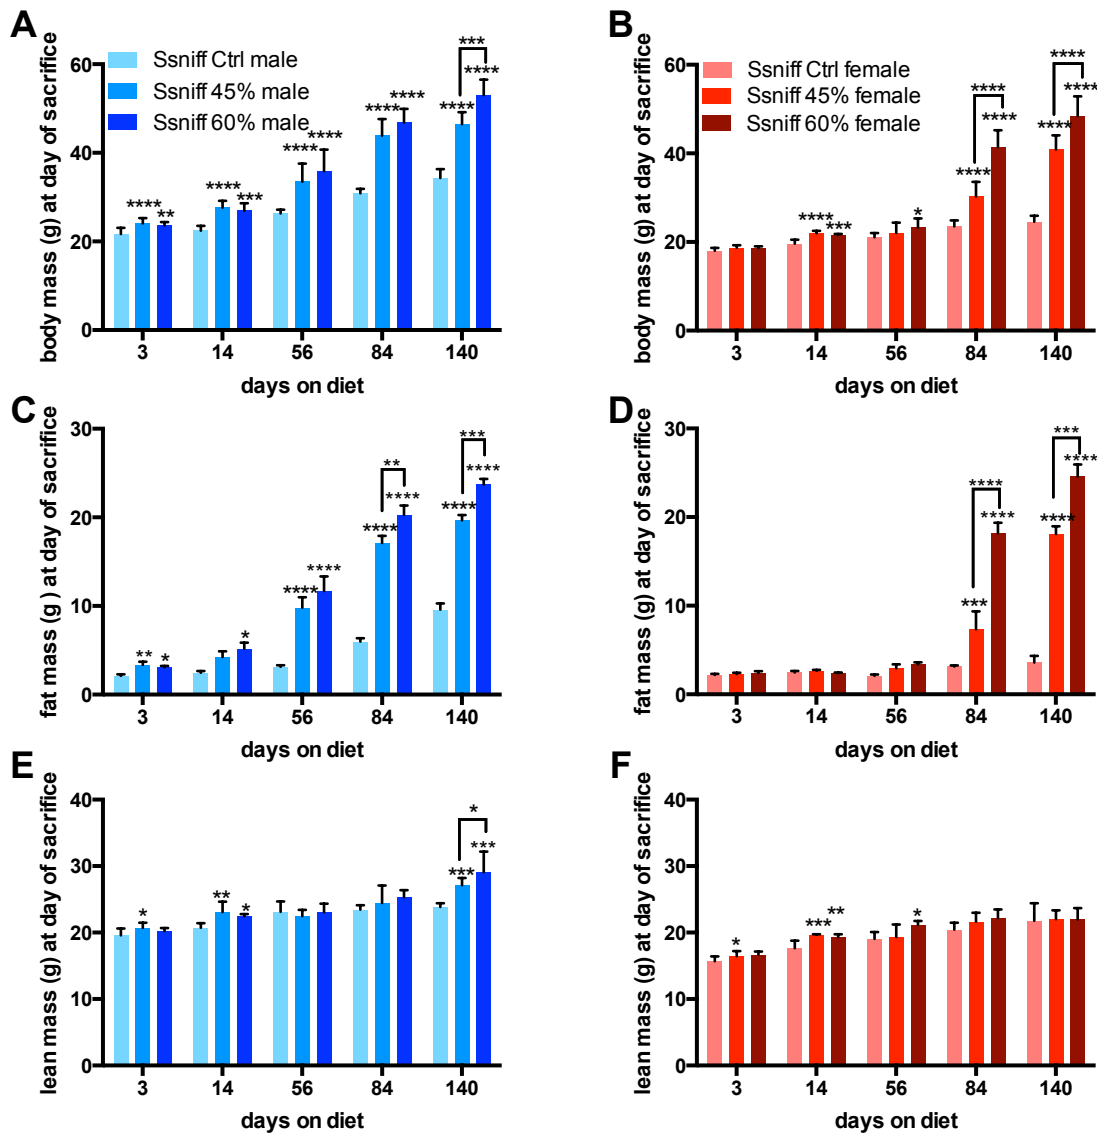 A
body mass (g) at day of sacrifice
60
40
20
0
Ssniff Ctrl male
Ssniff 45% male
Ssniff 60% male
**** ** **** *** **** **** **** **** **** **** ***
3 14 56 84 140
days on diet
B
body mass (g) at day of sacrifice
60
40
20
0
Ssniff Ctrl female
Ssniff 45% female
Ssniff 60% female
**** *** * **** **** **** **** **** ****
3 14 56 84 140
days on diet
C
fat mass (g ) at day of sacrifice
30
20
10
0
** * * **** **** **** **** ** **** **** ***
3 14 56 84 140
days on diet
D
fat mass (g) at day of sacrifice
30
20
10
0
*** **** **** **** **** ***
3 14 56 84 140
days on diet
E
lean mass (g) at day of sacrifice
40
30
20
10
0
* ** * *** *** *
3 14 56 84 140
days on diet
F
lean mass (g) at day of sacrifice
40
30
20
10
0
* *** ** *
3 14 56 84 140
days on diet